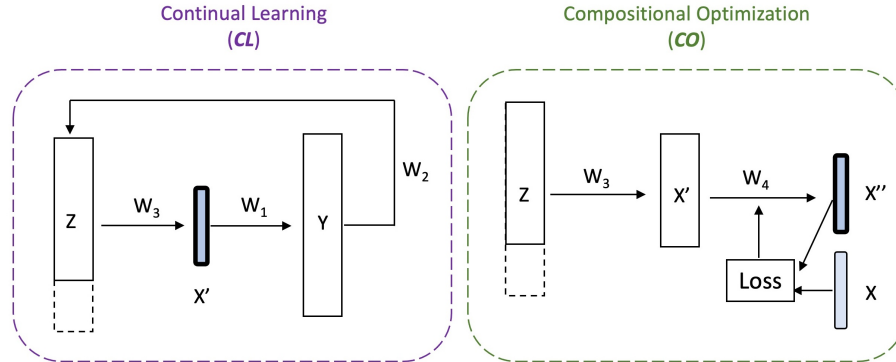 Continual Learning
(CL)
Compositional Optimization
(CO)
Z
W3
X'
W1
Y
W2
Z
W3
X'
W4
X''
Loss
X